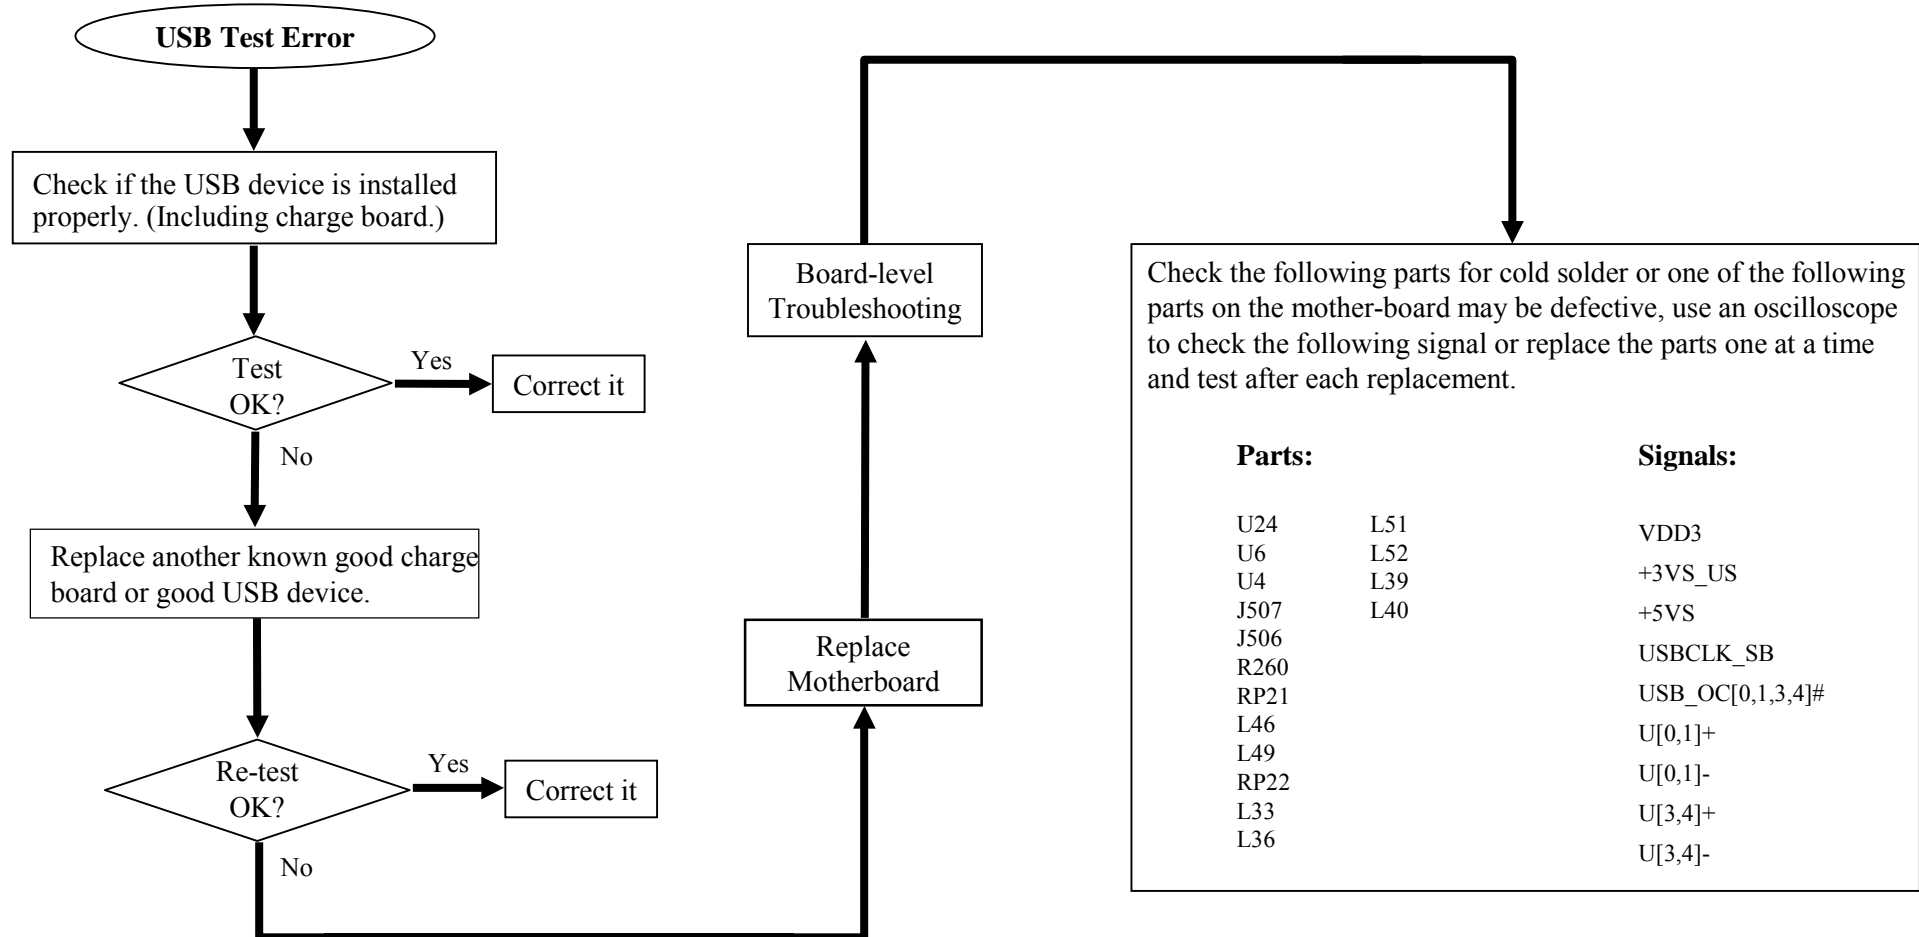 USB Test Error
Check if the USB device is installed
properly. (Including charge board.)
Test
OK?
Yes
Correct it
No
Replace another known good charge
board or good USB device.
Re-test
OK?
Yes
Correct it
No
Replace
Motherboard
Board-level
Troubleshooting
Check the following parts for cold solder or one of the following
parts on the mother-board may be defective, use an oscilloscope
to check the following signal or replace the parts one at a time
and test after each replacement.
Parts:
U24
U6
U4
J507
J506
R260
RP21
L46
L49
RP22
L33
L36
L51
L52
L39
L40
Signals:
VDD3
+3VS_US
+5VS
USBCLK_SB
USB_OC[0,1,3,4]#
U[0,1]+
U[0,1]-
U[3,4]+
U[3,4]-